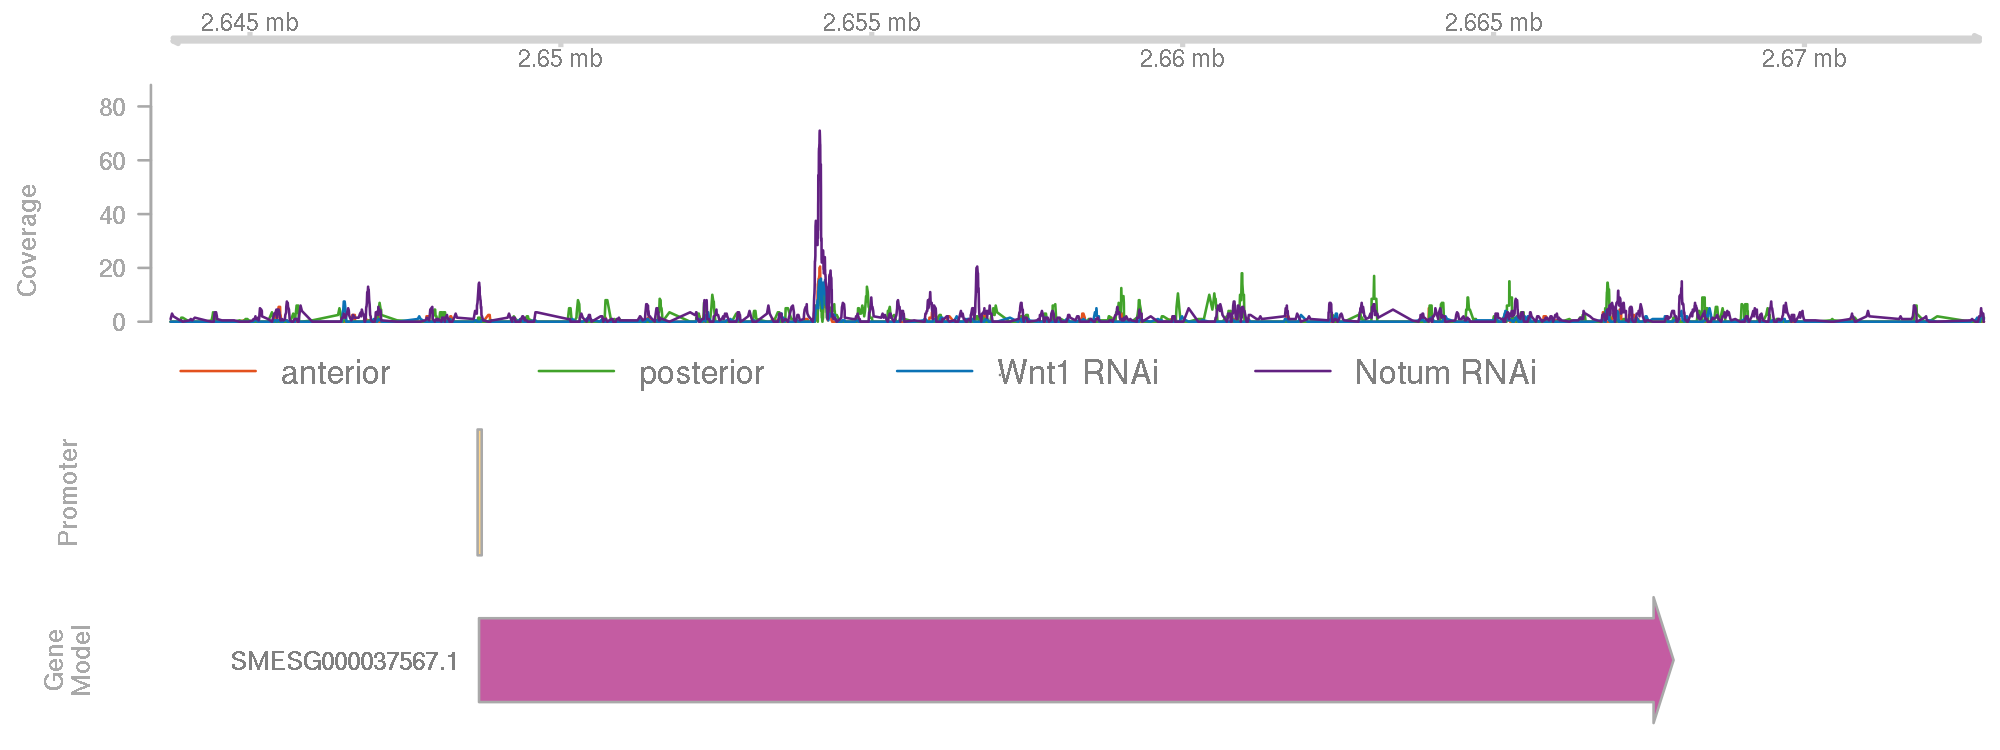 2.645 mb 2.655 mb 2.665 mb
2.65 mb 2.66 mb 2.67 mb
Coverage
80
60
40
20
0
anterior posterior Wnt1 RNAi Notum RNAi
Promoter
Gene
Model
SMESG000037567.1